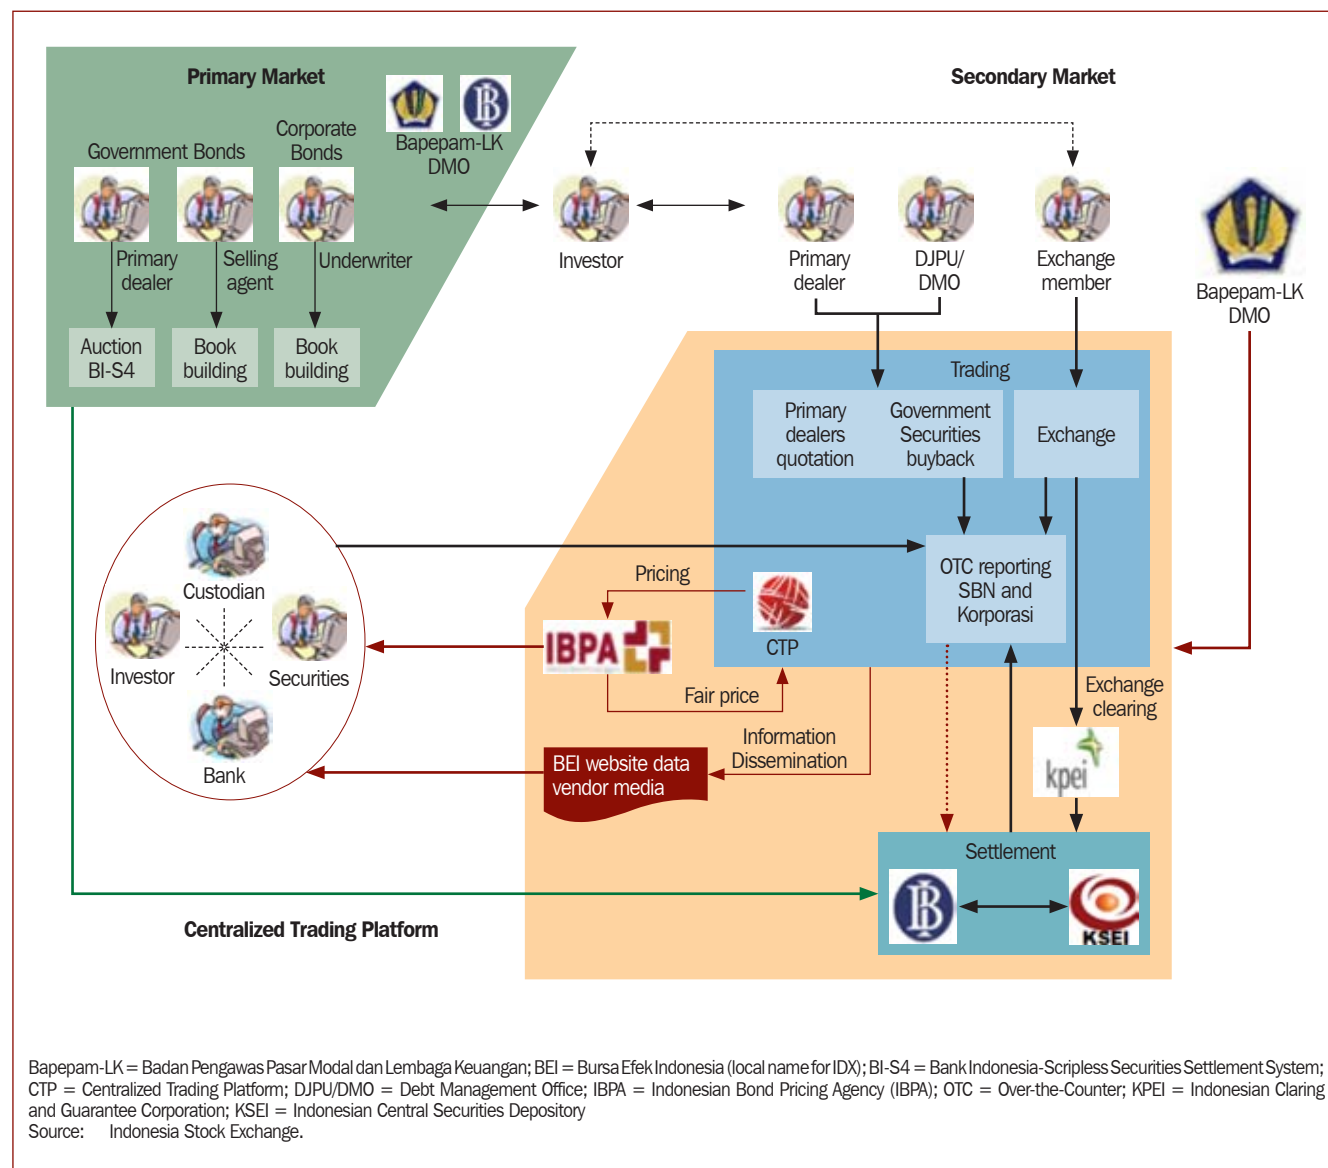 Primary Market
Secondary Market
Government Bonds
Corporate
Bonds
Bapepam-LK
DMO
Primary
dealer
Selling
agent
Underwriter
Auction
BI-S4
Book
building
Book
building
Investor
Primary
dealer
DJPU/
DMO
Exchange
member
Bapepam-LK
DMO
Trading
Primary
dealers
quotation
Government
Securities
buyback
Exchange
OTC reporting
SBN and
Korporasi
Custodian
Investor
Securities
Bank
Pricing
IBPA
CTP
Fair price
Information
Dissemination
BEI website data
vendor media
Exchange
clearing
kpei
Settlement
KSEI
Centralized Trading Platform
Bapepam-LK = Badan Pengawas Pasar Modal dan Lembaga Keuangan; BEI = Bursa Efek Indonesia (local name for IDX); BI-S4 = Bank Indonesia-Scripless Securities Settlement System;
CTP = Centralized Trading Platform; DJPU/DMO = Debt Management Office; IBPA = Indonesian Bond Pricing Agency (IBPA); OTC = Over-the-Counter; KPEI = Indonesian Claring
and Guarantee Corporation; KSEI = Indonesian Central Securities Depository
Source: Indonesia Stock Exchange.